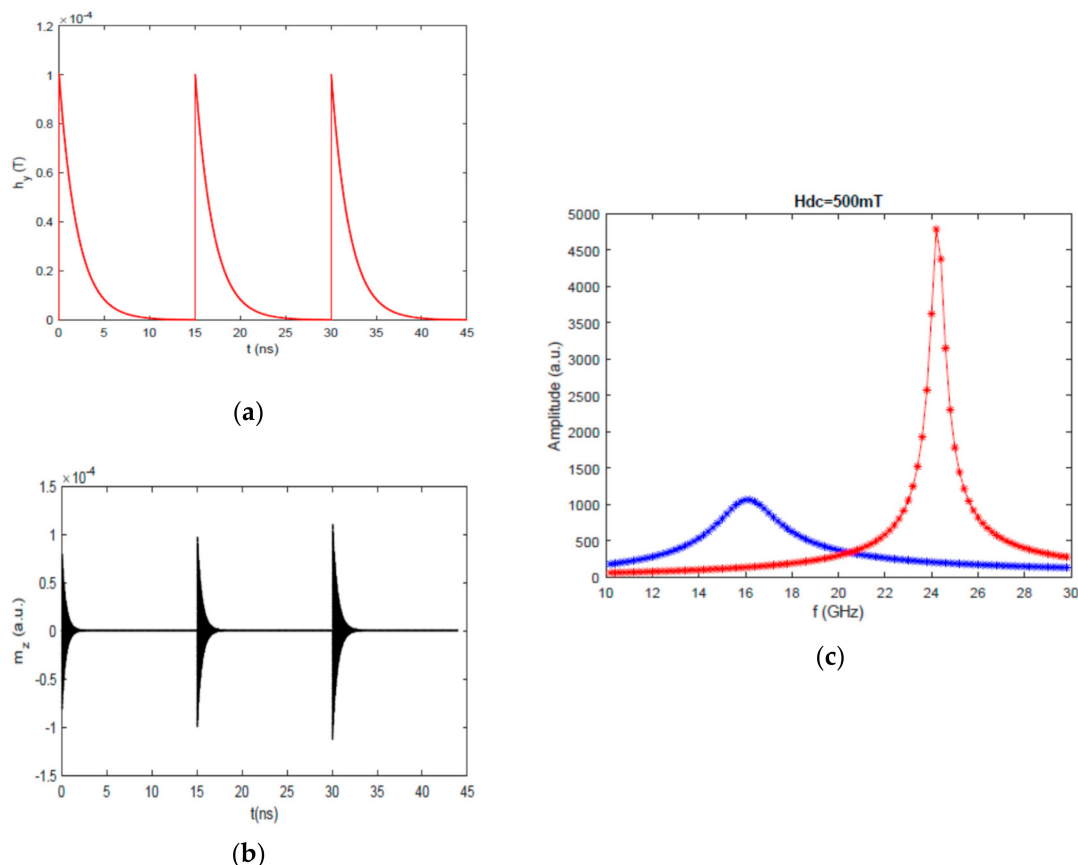 ×10⁻⁴
1.2
1
0.8
0.6
0.4
0.2
0
h_y (T)
0 5 10 15 20 25 30 35 40 45
t (ns)
(a)
×10⁻⁴
1.5
1
0.5
0
-0.5
-1
-1.5
m_z (a.u.)
0 5 10 15 20 25 30 35 40 45
t(ns)
(b)
Hdc=500mT
5000
4500
4000
3500
3000
2500
2000
1500
1000
500
0
Amplitude (a.u.)
10 12 14 16 18 20 22 24 26 28 30
f (GHz)
(c)